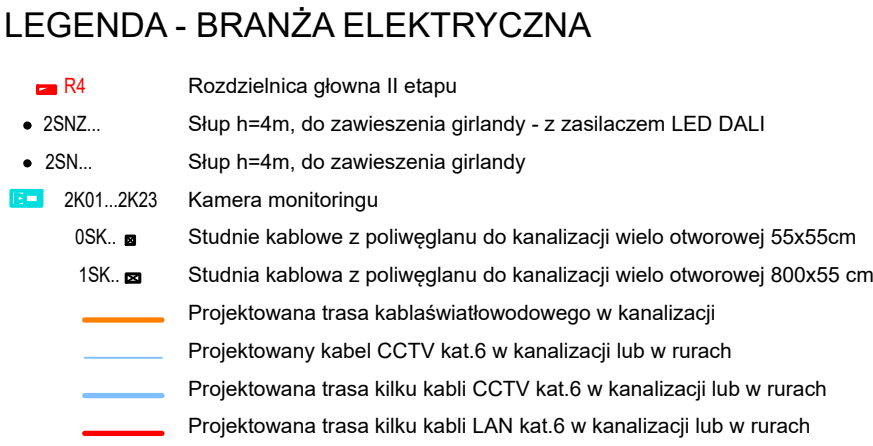 LEGENDA - BRANŻA ELEKTRYCZNA
R4 Rozdzielnica głowna II etapu
2SNZ... Słup h=4m, do zawieszenia girlandy - z zasilaczem LED DALI
2SN... Słup h=4m, do zawieszenia girlandy
2K01...2K23 Kamera monitoringu
0SK.. Studnie kablowe z poliwęglanu do kanalizacji wielo otworowej 55x55cm
1SK.. Studnia kablowa z poliwęglanu do kanalizacji wielo otworowej 800x55 cm
Projektowana trasa kablaświatłowodowego w kanalizacji
Projektowany kabel CCTV kat.6 w kanalizacji lub w rurach
Projektowana trasa kilku kabli CCTV kat.6 w kanalizacji lub w rurach
Projektowana trasa kilku kabli LAN kat.6 w kanalizacji lub w rurach